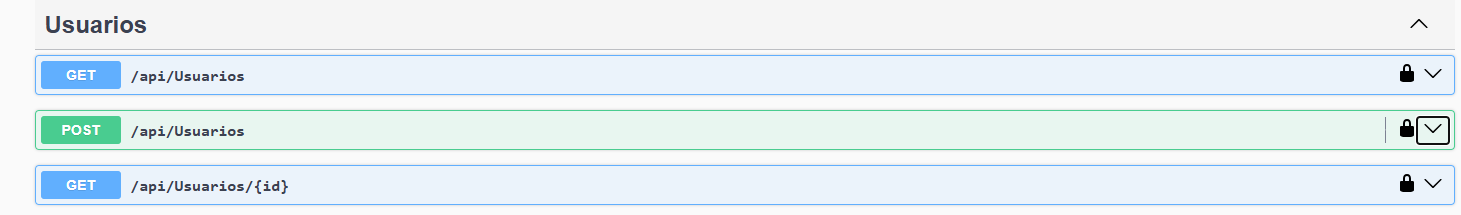 Usuarios
GET /api/Usuarios
POST /api/Usuarios
GET /api/Usuarios/{id}